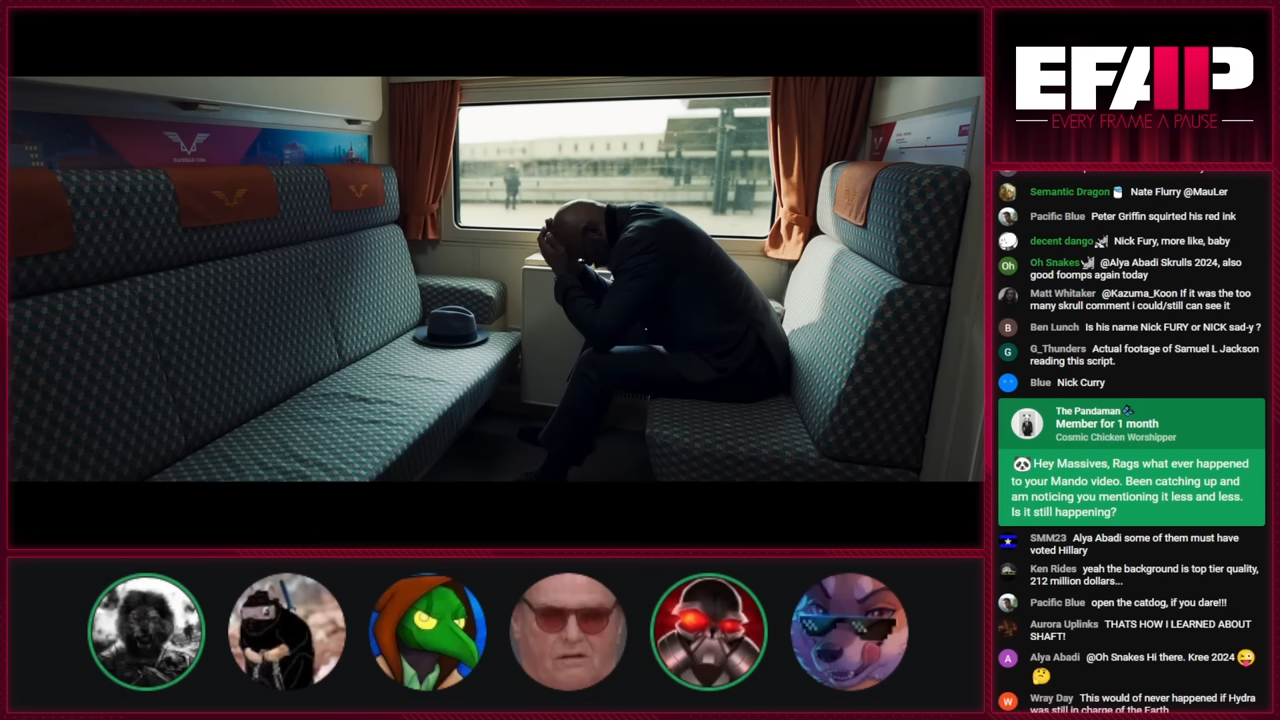 EFAP
EVERY FRAME A PAUSE
Semantic Dragon Nate Flurry @MauLer
Pacific Blue Peter Griffin squirted his red ink
decent dango Nick Fury, more like, baby
Oh
Oh Snakes @Alya Abadi Skrulls 2024, also
good foomps again today
Matt Whitaker @Kazuma_Koon If it was the too
many skrull comment i could/still can see it
B
Ben Lunch Is his name Nick FURY or NICK sad-y ?
G
G_Thunders Actual footage of Samuel L Jackson
reading this script.
Blue Nick Curry
The Pandaman
Member for 1 month
Cosmic Chicken Worshipper
🐼 Hey Massives, Rags what ever happened
to your Mando video. Been catching up and
am noticing you mentioning it less and less.
Is it still happening?
SMM23 Alya Abadi some of them must have
voted Hillary
Ken Rides yeah the background is top tier quality,
212 million dollars...
Pacific Blue open the catdog, if you dare!!!
Aurora Uplinks THATS HOW I LEARNED ABOUT
SHAFT!
A
Alya Abadi @Oh Snakes Hi there. Kree 2024 😜
🤔
W
Wray Day This would of never happened if Hydra
was still in charge of the Earth